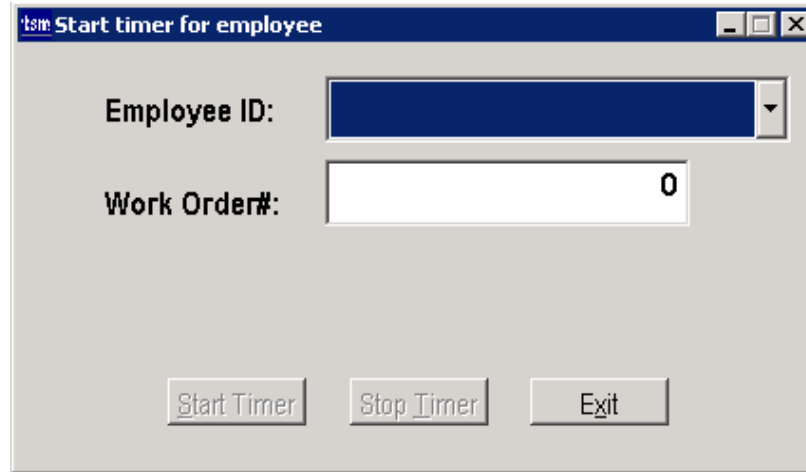 tsm Start timer for employee
Employee ID:
Work Order#: 0
Start Timer Stop Timer Exit